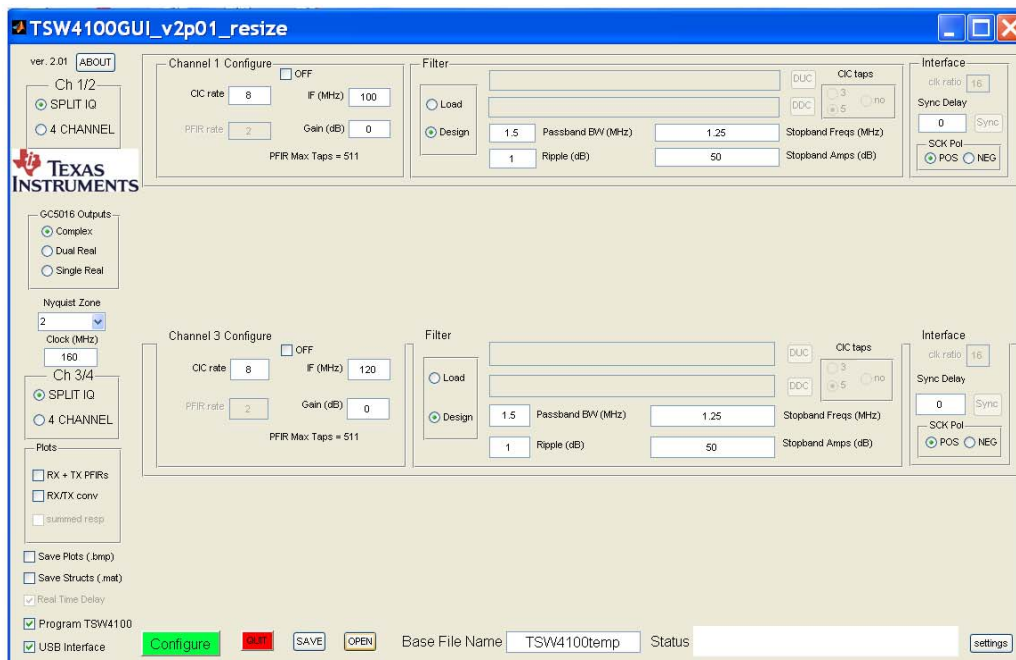 TSW4100GUI_v2p01_resize
ver. 2.01 ABOUT
Ch 1/2
SPLIT IQ
4 CHANNEL
TEXAS
INSTRUMENTS
GC5016 Outputs
Complex
Dual Real
Single Real
Nyquist Zone
2
Clock (MHz)
160
Ch 3/4
SPLIT IQ
4 CHANNEL
Plots
RX + TX PFIRs
RX/TX conv
summed resp
Save Plots (.bmp)
Save Structs (.mat)
Real Time Delay
Program TSW4100
USB Interface
Channel 1 Configure
OFF
CIC rate 8 IF (MHz) 100
PFIR rate 2 Gain (dB) 0
PFIR Max Taps = 511
Filter
Load
Design
DUC
DDC
CIC taps
3
5
no
1.5 Passband BW (MHz) 1.25 Stopband Freqs (MHz)
1 Ripple (dB) 50 Stopband Amps (dB)
Interface
clk ratio 16
Sync Delay
0 Sync
SCK Pol
POS NEG
Channel 3 Configure
OFF
CIC rate 8 IF (MHz) 120
PFIR rate 2 Gain (dB) 0
PFIR Max Taps = 511
Filter
Load
Design
DUC
DDC
CIC taps
3
5
no
1.5 Passband BW (MHz) 1.25 Stopband Freqs (MHz)
1 Ripple (dB) 50 Stopband Amps (dB)
Interface
clk ratio 16
Sync Delay
0 Sync
SCK Pol
POS NEG
Configure QUIT SAVE OPEN Base File Name TSW4100temp Status settings